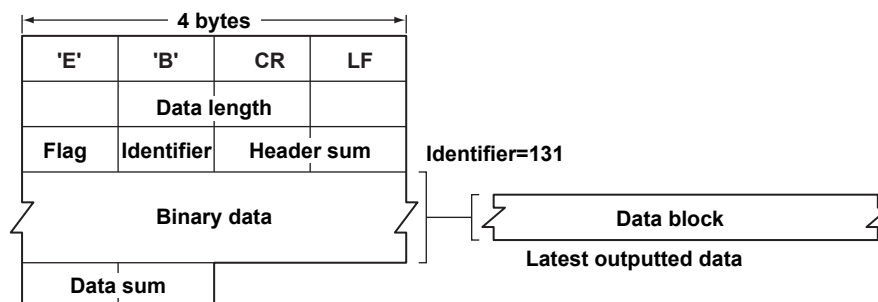 4 bytes
'E' 'B' CR LF
Data length
Flag Identifier Header sum
Identifier=131
Binary data
Data block
Latest outputted data
Data sum